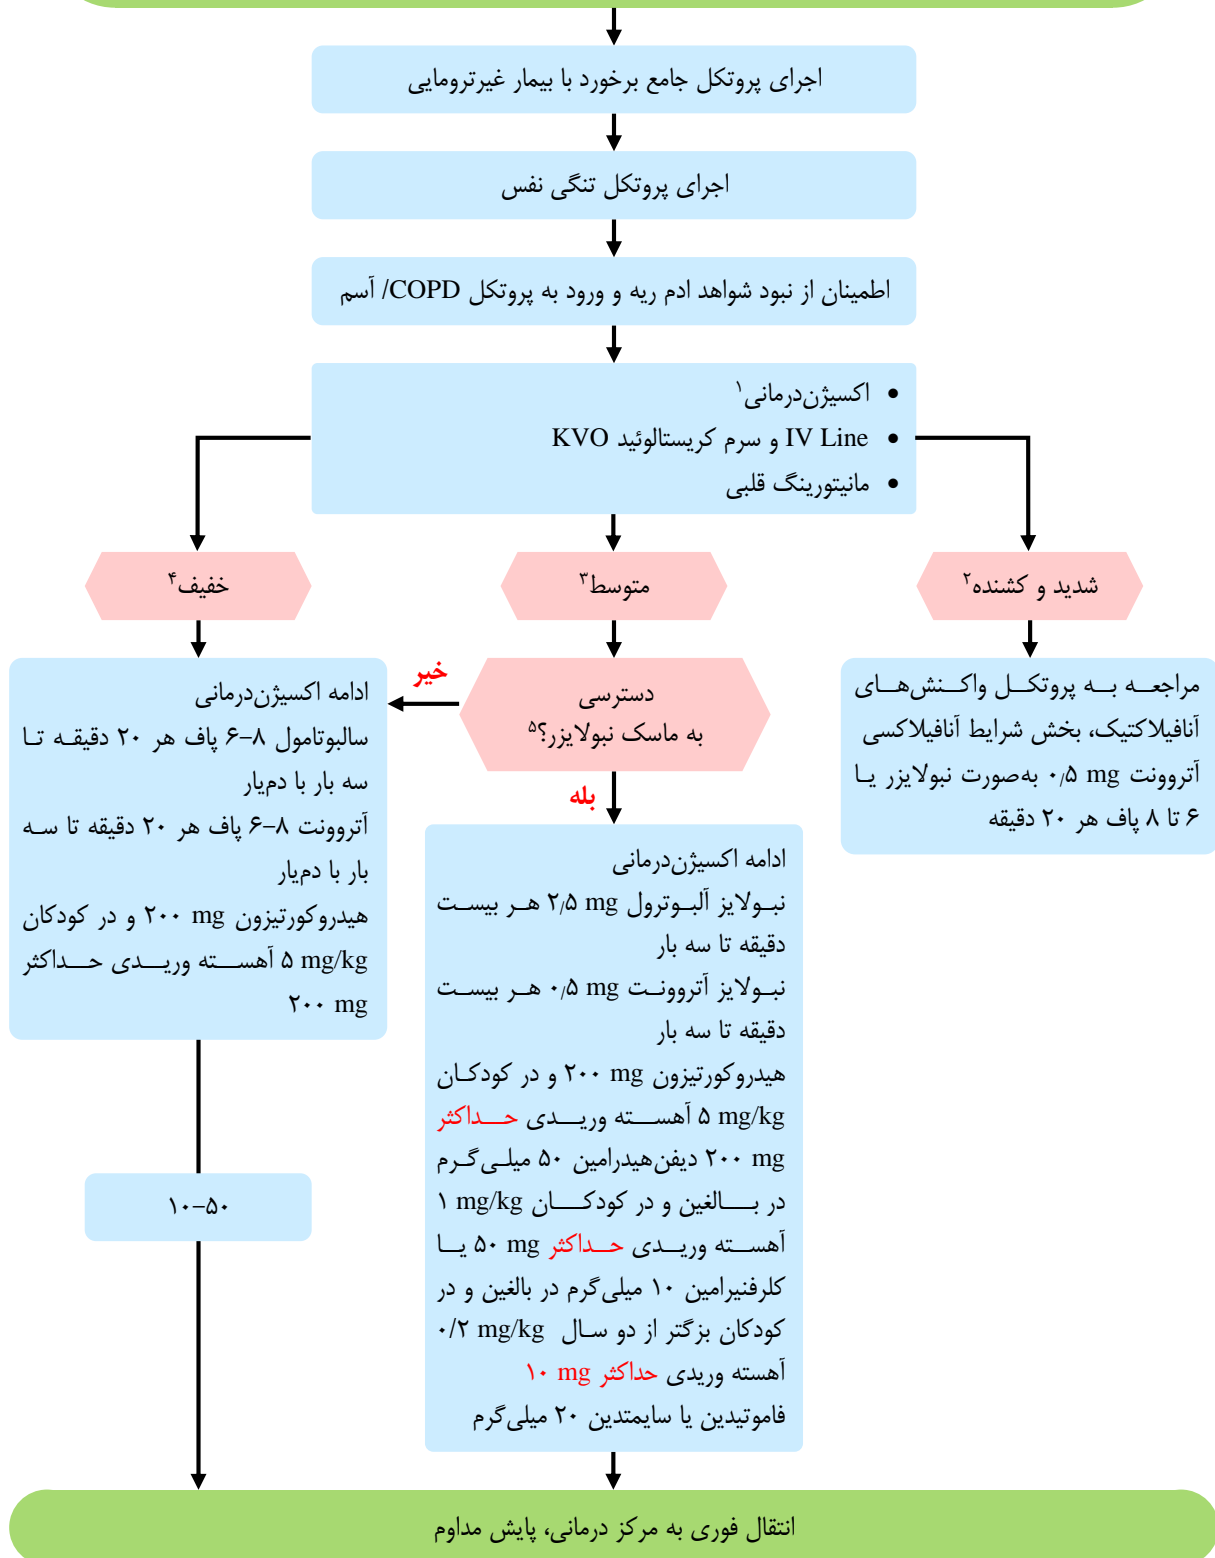 اجرای پروتکل جامع برخورد با بیمار غیرترومایی
اجرای پروتکل تنگی نفس
اطمینان از نبود شواهد ادم ریه و ورود به پروتکل COPD/ آسم
• اکسیژن‌درمانی۱
• IV Line و سرم کریستالوئید KVO
• مانیتورینگ قلبی
شدید و کشنده۲
متوسط۳
خفیف۴
مراجعه به پروتکل واکنش‌های
آنافیلاکتیک، بخش شرایط آنافیلاکسی
آتروونت ۰٫۵ mg به‌صورت نبولایزر یا
۶ تا ۸ پاف هر ۲۰ دقیقه
دسترسی
به ماسک نبولایزر؟۵
خیر
بله
ادامه اکسیژن‌درمانی
سالبوتامول ۸–۶ پاف هر ۲۰ دقیقه تا
سه بار با دم‌یار
آتروونت ۸–۶ پاف هر ۲۰ دقیقه تا سه
بار با دم‌یار
هیدروکورتیزون ۲۰۰ mg و در کودکان
۵ mg/kg آهسته وریدی حداکثر
۲۰۰ mg
ادامه اکسیژن‌درمانی
نبولایز آلبوترول ۲٫۵ mg هر بیست
دقیقه تا سه بار
نبولایز آتروونت ۰٫۵ mg هر بیست
دقیقه تا سه بار
هیدروکورتیزون ۲۰۰ mg و در کودکان
۵ mg/kg آهسته وریدی حداکثر
۲۰۰ mg دیفن‌هیدرامین ۵۰ میلی‌گرم
در بالغین و در کودکان ۱ mg/kg
آهسته وریدی حداکثر ۵۰ mg یا
کلرفنیرامین ۱۰ میلی‌گرم در بالغین و در
کودکان بزگتر از دو سال ۰/۲ mg/kg
آهسته وریدی حداکثر ۱۰ mg
فاموتیدین یا سایمتدین ۲۰ میلی‌گرم
۱۰–۵۰
انتقال فوری به مرکز درمانی، پایش مداوم